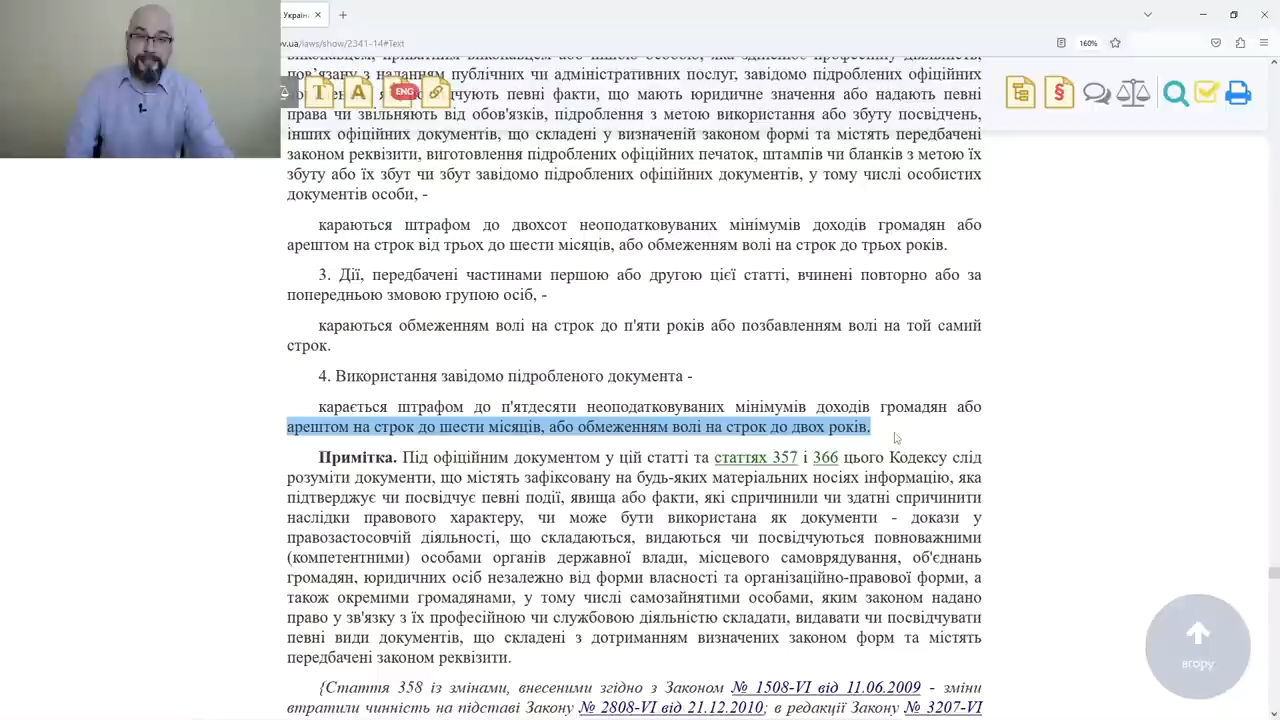 Україн
ov.ua/laws/show/2341-14#Text
160%
T
A
ENG
§
пов'язану з наданням публічних чи адміністративних послуг, завідомо підроблених офіційних
чують певні факти, що мають юридичне значення або надають певні
права чи звільняють від обов'язків, підроблення з метою використання або збуту посвідчень,
інших офіційних документів, що складені у визначеній законом формі та містять передбачені
законом реквізити, виготовлення підроблених офіційних печаток, штампів чи бланків з метою їх
збуту або їх збут чи збут завідомо підроблених офіційних документів, у тому числі особистих
документів особи, -
караються штрафом до двохсот неоподатковуваних мінімумів доходів громадян або
арештом на строк від трьох до шести місяців, або обмеженням волі на строк до трьох років.
3. Дії, передбачені частинами першою або другою цієї статті, вчинені повторно або за
попередньою змовою групою осіб, -
караються обмеженням волі на строк до п'яти років або позбавленням волі на той самий
строк.
4. Використання завідомо підробленого документа -
карається штрафом до п'ятдесяти неоподатковуваних мінімумів доходів громадян або
арештом на строк до шести місяців, або обмеженням волі на строк до двох років.
Примітка. Під офіційним документом у цій статті та статтях 357 і 366 цього Кодексу слід
розуміти документи, що містять зафіксовану на будь-яких матеріальних носіях інформацію, яка
підтверджує чи посвідчує певні події, явища або факти, які спричинили чи здатні спричинити
наслідки правового характеру, чи може бути використана як документи - докази у
правозастосовчій діяльності, що складаються, видаються чи посвідчуються повноважними
(компетентними) особами органів державної влади, місцевого самоврядування, об'єднань
громадян, юридичних осіб незалежно від форми власності та організаційно-правової форми, а
також окремими громадянами, у тому числі самозайнятими особами, яким законом надано
право у зв'язку з їх професійною чи службовою діяльністю складати, видавати чи посвідчувати
певні види документів, що складені з дотриманням визначених законом форм та містять
передбачені законом реквізити.
{Стаття 358 із змінами, внесеними згідно з Законом № 1508-VI від 11.06.2009 - зміни
втратили чинність на підставі Закону № 2808-VI від 21.12.2010; в редакції Закону № 3207-VI
вгору